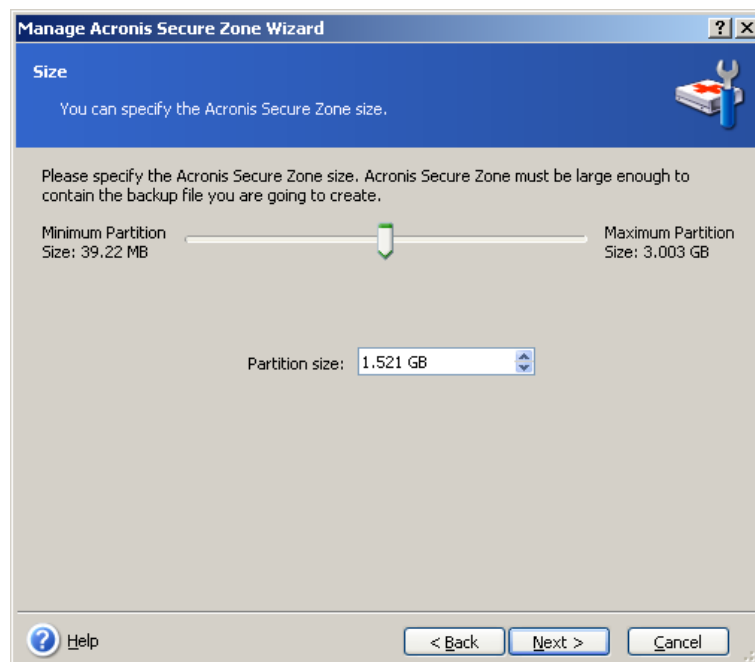 Manage Acronis Secure Zone Wizard
Size
You can specify the Acronis Secure Zone size.
Please specify the Acronis Secure Zone size. Acronis Secure Zone must be large enough to
contain the backup file you are going to create.
Minimum Partition
Size: 39.22 MB
Maximum Partition
Size: 3.003 GB
Partition size: 1.521 GB
Help
< Back
Next >
Cancel